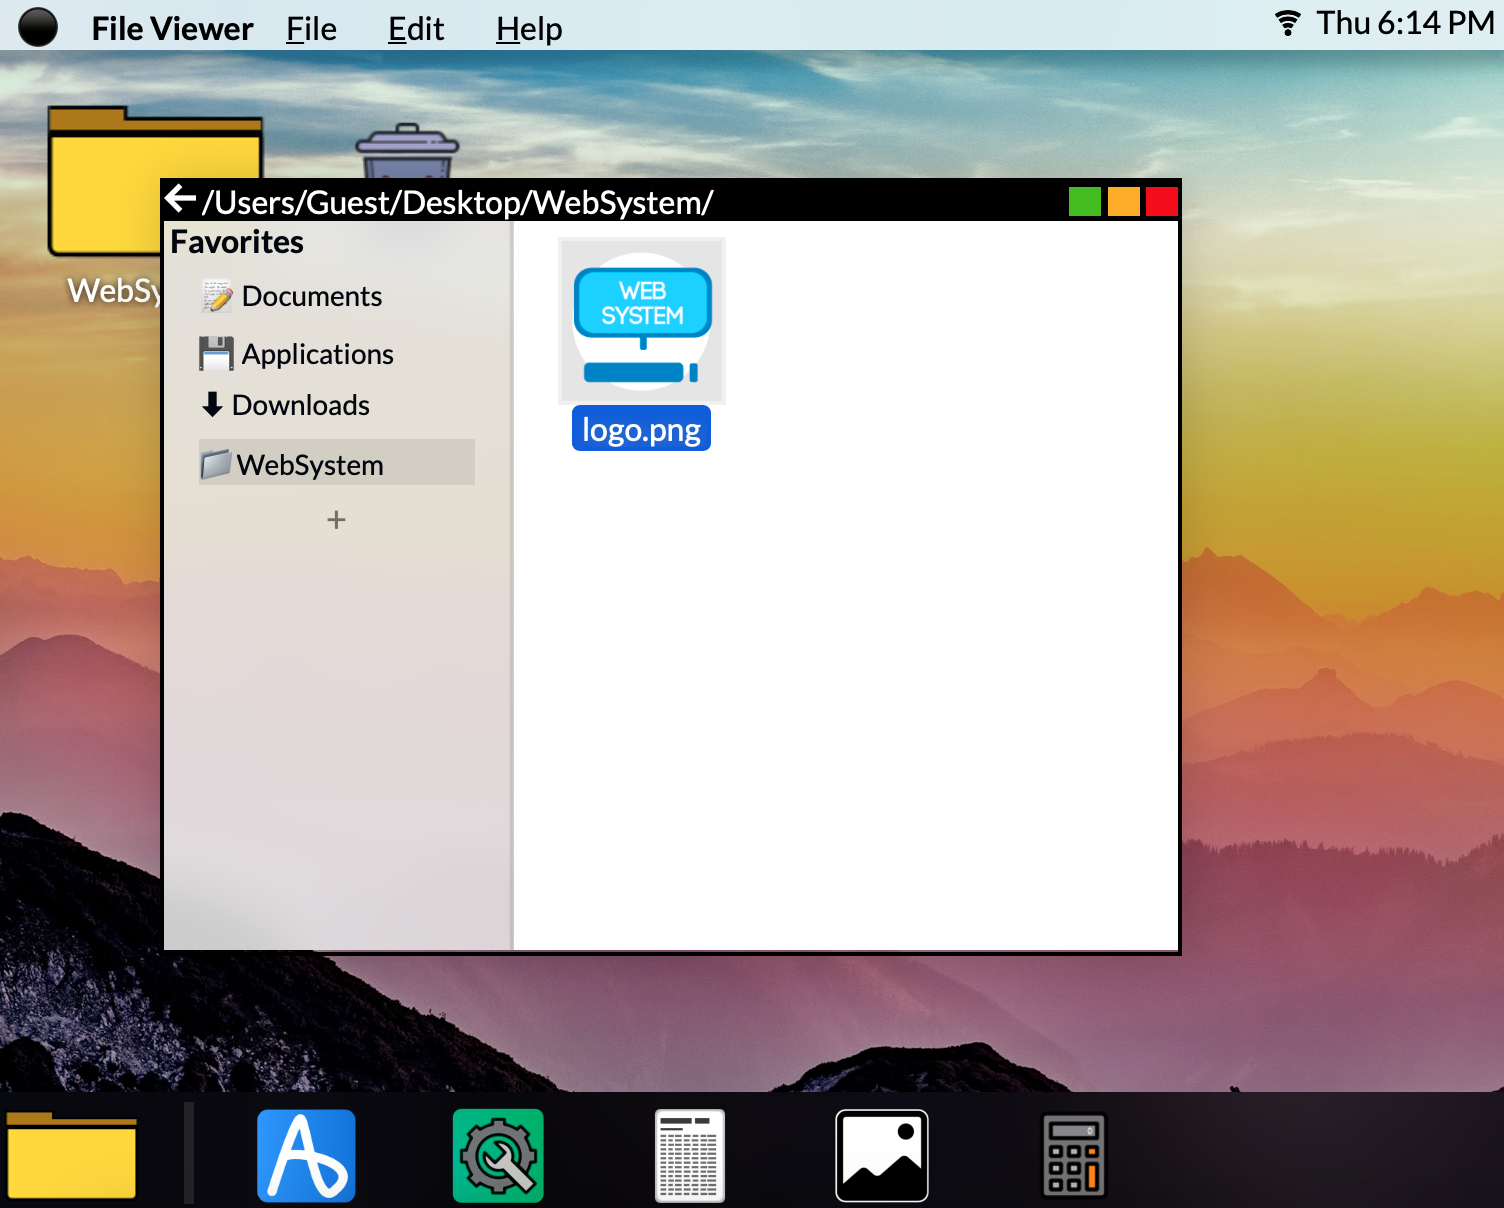 File Viewer File Edit Help Thu 6:14 PM
/Users/Guest/Desktop/WebSystem/
Favorites
WebSy
Documents
Applications
Downloads
WebSystem
+
WEB
SYSTEM
logo.png